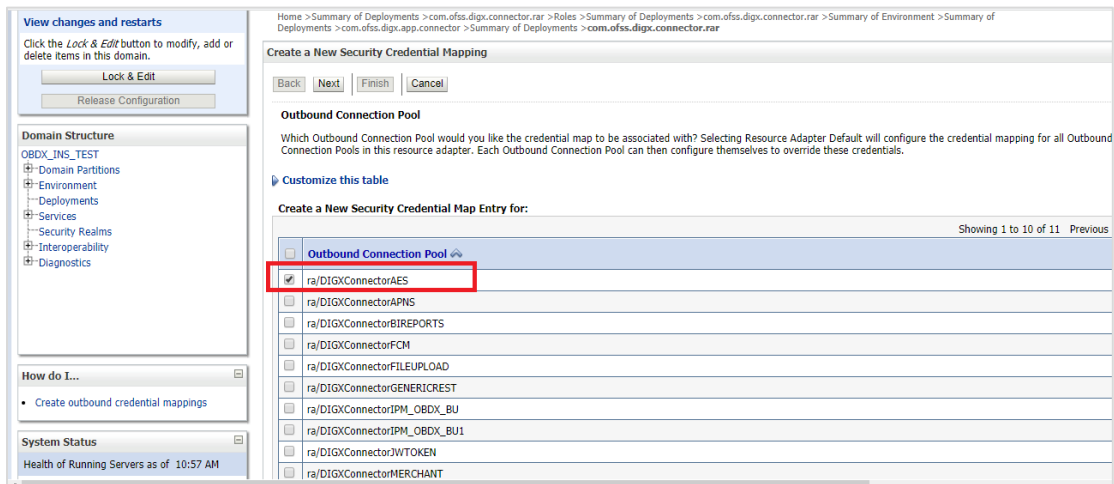 View changes and restarts
Click the Lock & Edit button to modify, add or
delete items in this domain.
Lock & Edit
Release Configuration
Domain Structure
OBDX_INS_TEST
Domain Partitions
Environment
Deployments
Services
Security Realms
Interoperability
Diagnostics
How do I...
Create outbound credential mappings
System Status
Health of Running Servers as of 10:57 AM
Home >Summary of Deployments >com.ofss.digx.connector.rar >Roles >Summary of Deployments >com.ofss.digx.connector.rar >Summary of Environment >Summary of
Deployments >com.ofss.digx.app.connector >Summary of Deployments >com.ofss.digx.connector.rar
Create a New Security Credential Mapping
Back Next Finish Cancel
Outbound Connection Pool
Which Outbound Connection Pool would you like the credential map to be associated with? Selecting Resource Adapter Default will configure the credential mapping for all Outbound
Connection Pools in this resource adapter. Each Outbound Connection Pool can then configure themselves to override these credentials.
Customize this table
Create a New Security Credential Map Entry for:
Showing 1 to 10 of 11 Previous
Outbound Connection Pool
ra/DIGXConnectorAES
ra/DIGXConnectorAPNS
ra/DIGXConnectorBIREPORTS
ra/DIGXConnectorFCM
ra/DIGXConnectorFILEUPLOAD
ra/DIGXConnectorGENERICREST
ra/DIGXConnectorIPM_OBDX_BU
ra/DIGXConnectorIPM_OBDX_BU1
ra/DIGXConnectorJWTOKEN
ra/DIGXConnectorMERCHANT